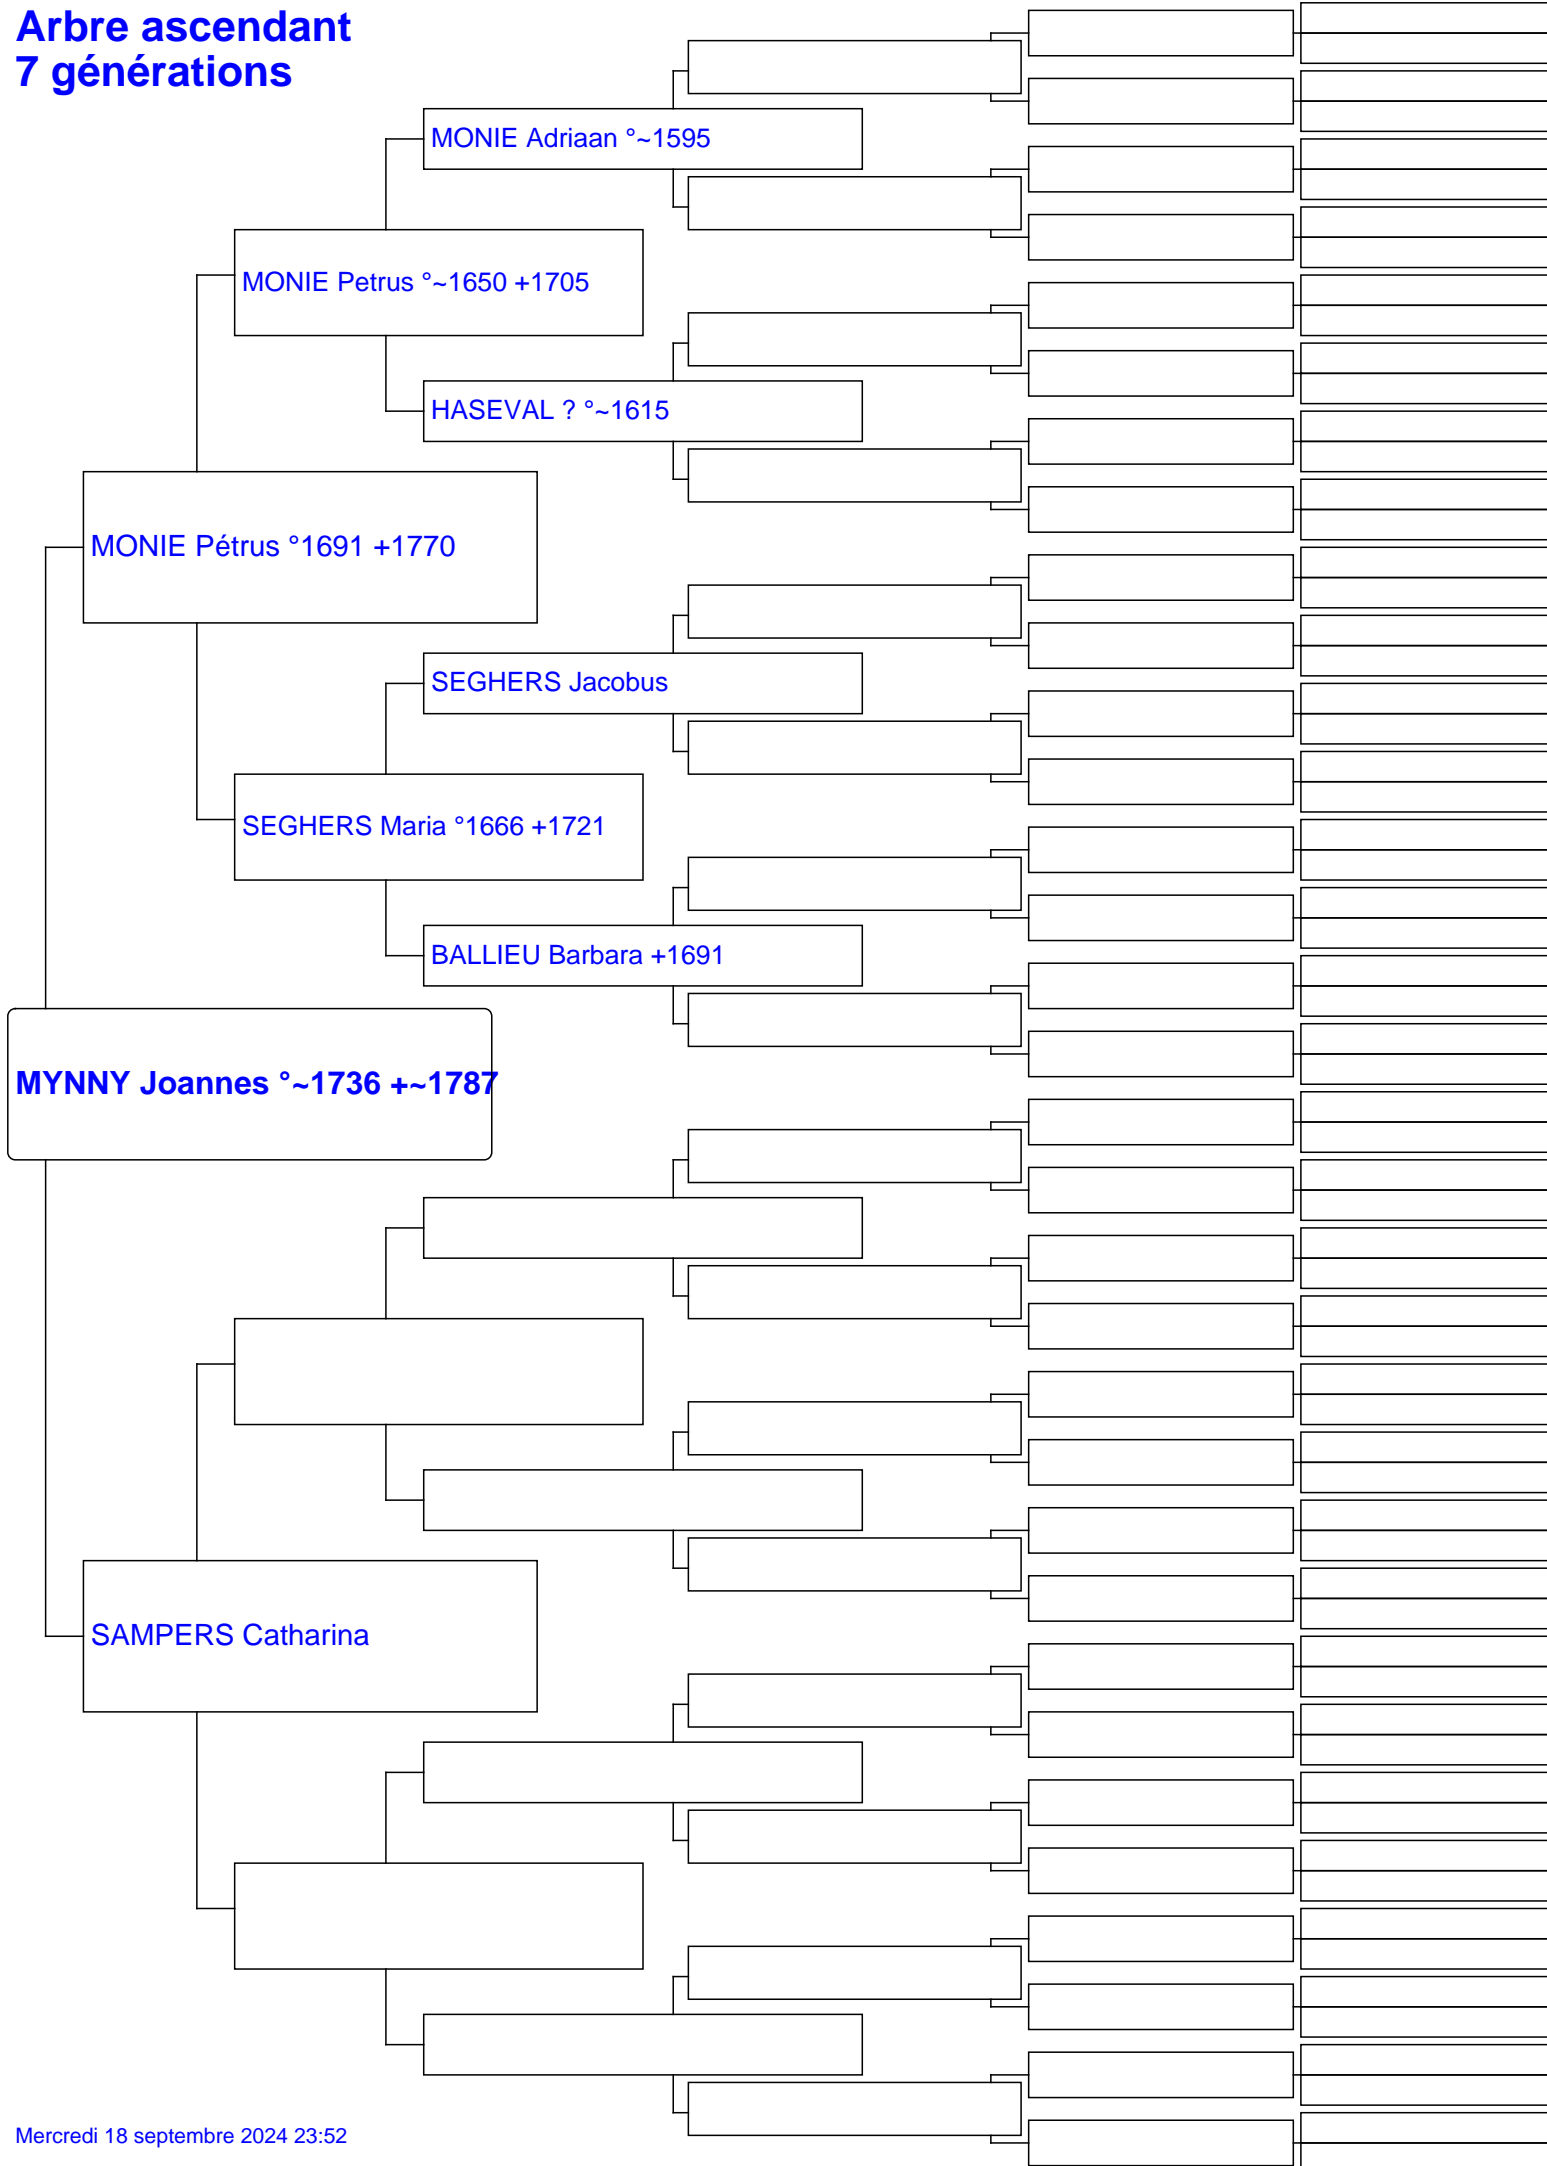 Arbre ascendant
7 générations
MONIE Adriaan °~1595
MONIE Petrus °~1650 +1705
HASEVAL ? °~1615
MONIE Pétrus °1691 +1770
SEGHERS Jacobus
SEGHERS Maria °1666 +1721
BALLIEU Barbara +1691
MYNNY Joannes °~1736 +~1787
SAMPERS Catharina
Mercredi 18 septembre 2024 23:52